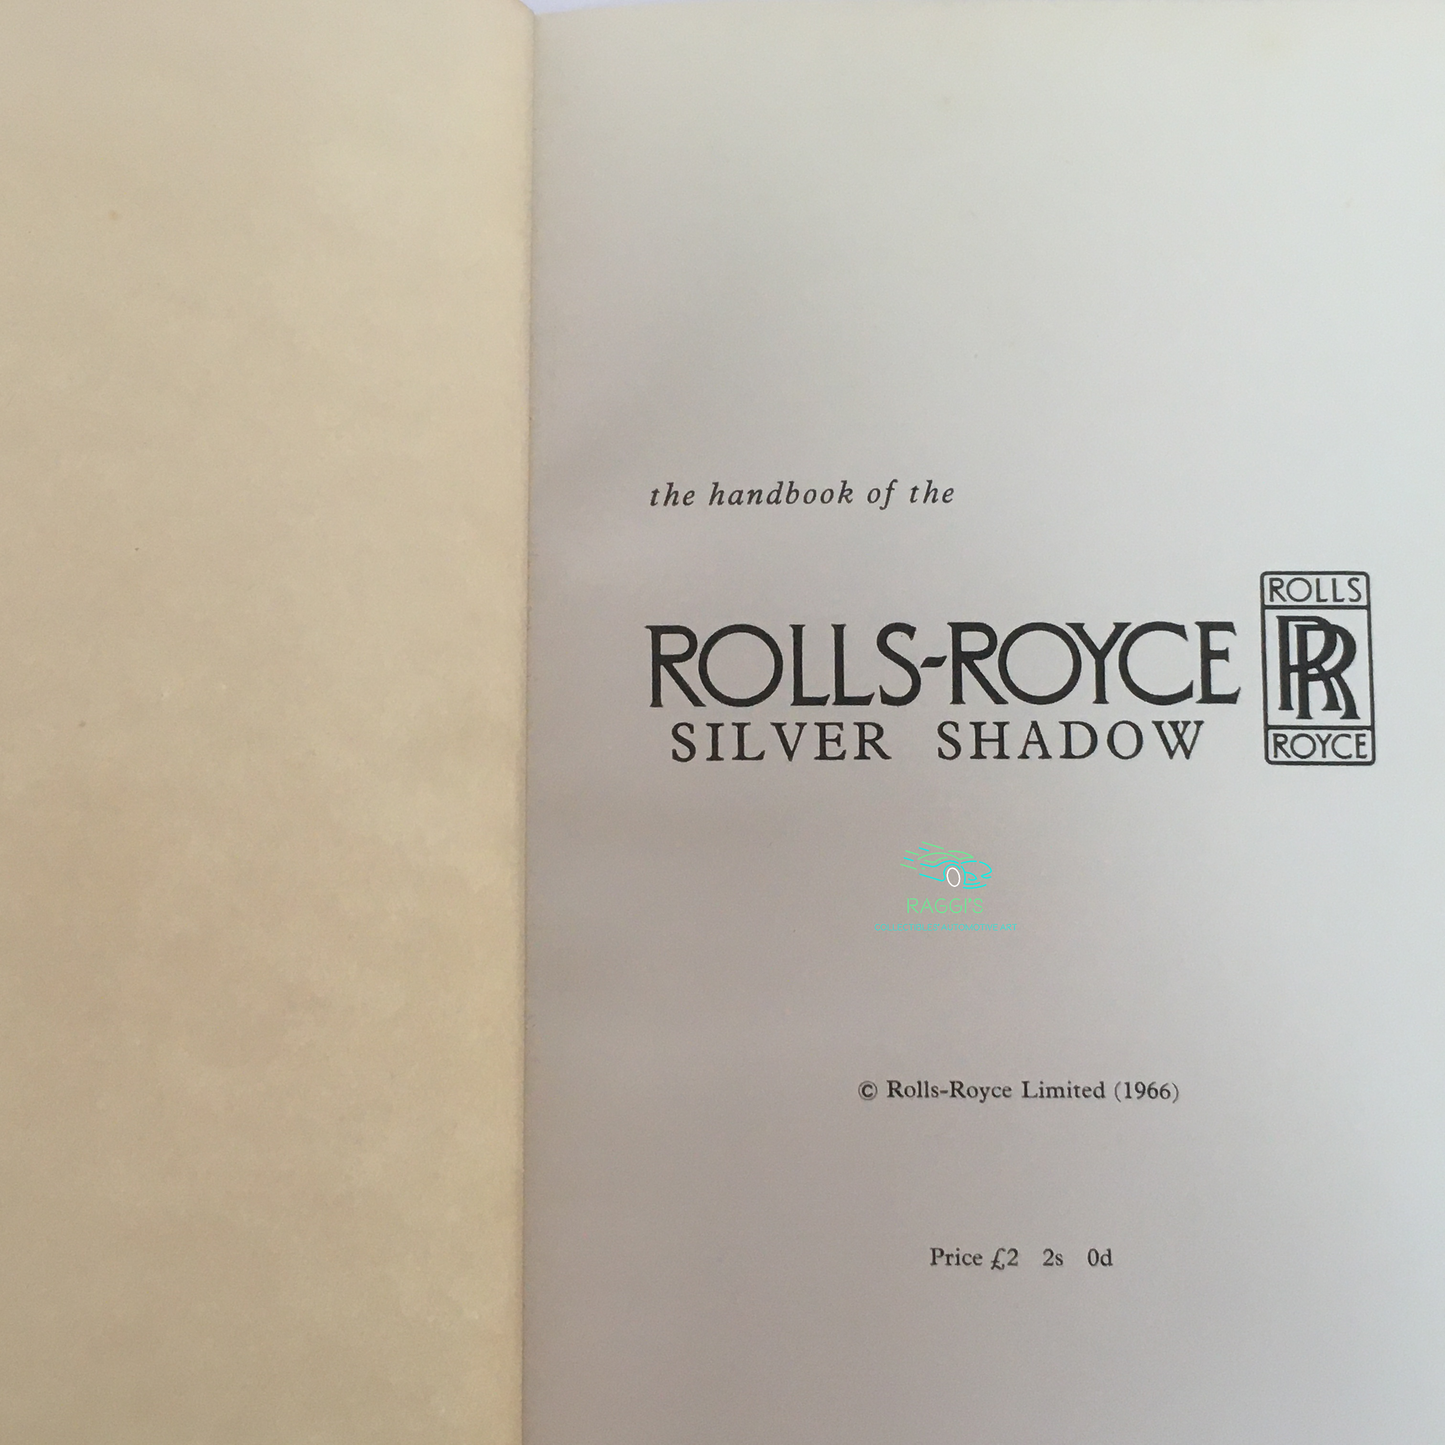 the handbook of the
ROLLS-ROYCE
SILVER SHADOW
ROLLS
RR
ROYCE
RAGGI'S
© Rolls-Royce Limited (1966)
Price £2 2s 0d